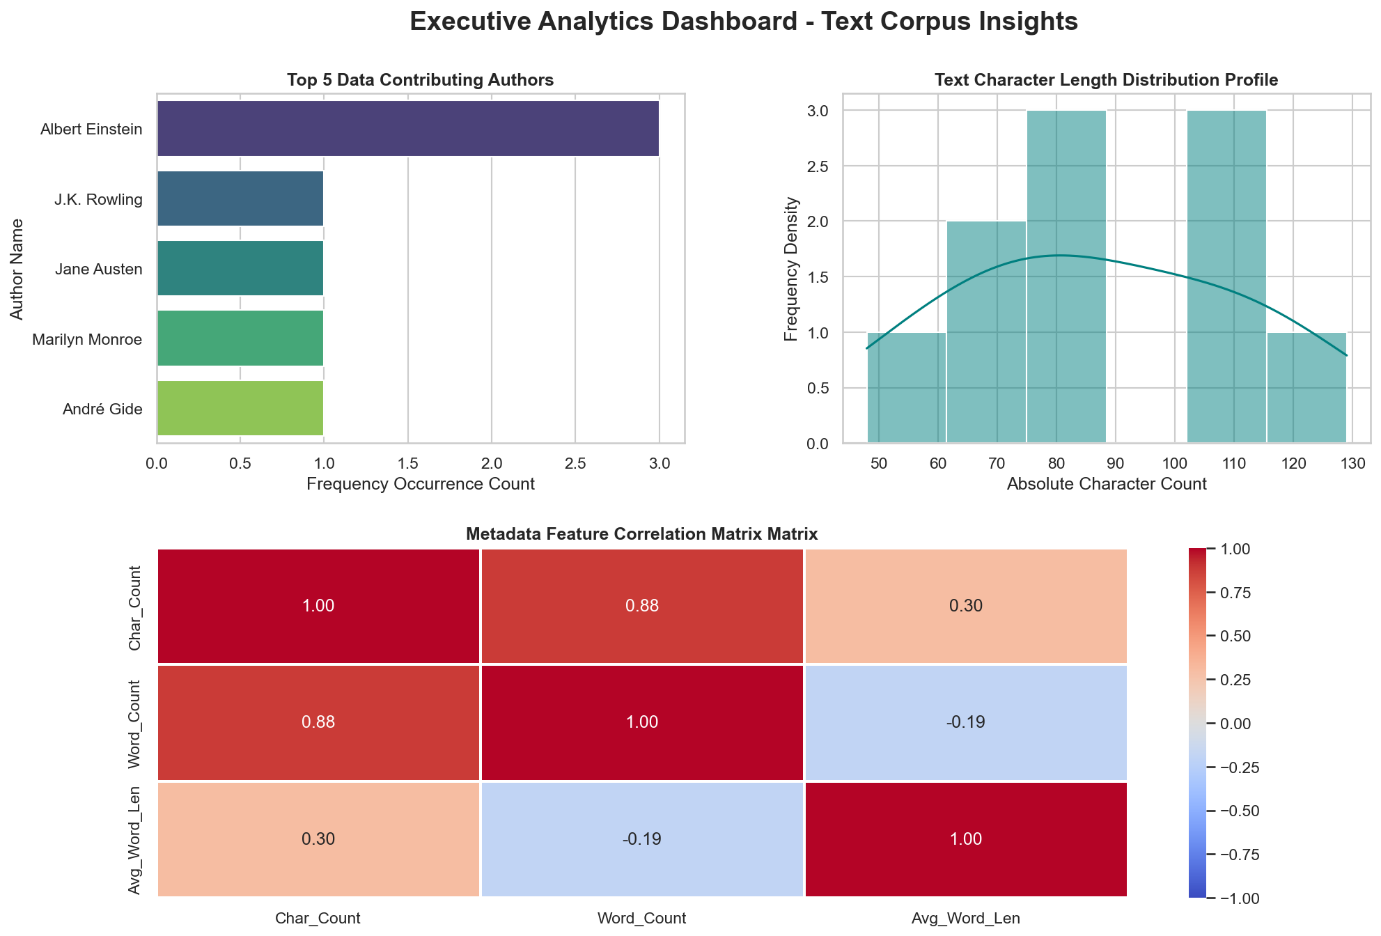 Executive Analytics Dashboard - Text Corpus Insights
Top 5 Data Contributing Authors
Author Name
Albert Einstein
J.K. Rowling
Jane Austen
Marilyn Monroe
André Gide
0.0 0.5 1.0 1.5 2.0 2.5 3.0
Frequency Occurrence Count
Text Character Length Distribution Profile
Frequency Density
3.0
2.5
2.0
1.5
1.0
0.5
0.0
50 60 70 80 90 100 110 120 130
Absolute Character Count
Metadata Feature Correlation Matrix Matrix
Char_Count
1.00 0.88 0.30
Word_Count
0.88 1.00 -0.19
Avg_Word_Len
0.30 -0.19 1.00
Char_Count Word_Count Avg_Word_Len
1.00
0.75
0.50
0.25
0.00
−0.25
−0.50
−0.75
−1.00